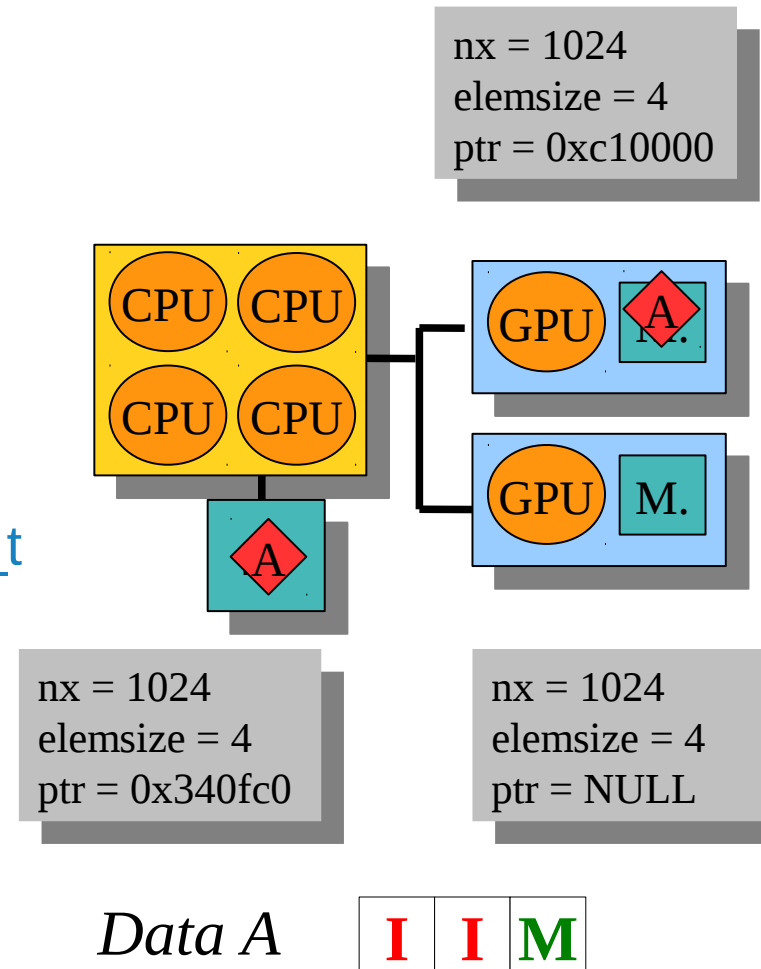 nx = 1024
elemsize = 4
ptr = 0xc10000
CPU CPU
GPU A M.
CPU CPU
GPU M.
_t
A
nx = 1024
elemsize = 4
ptr = 0x340fc0
nx = 1024
elemsize = 4
ptr = NULL
Data A I I M